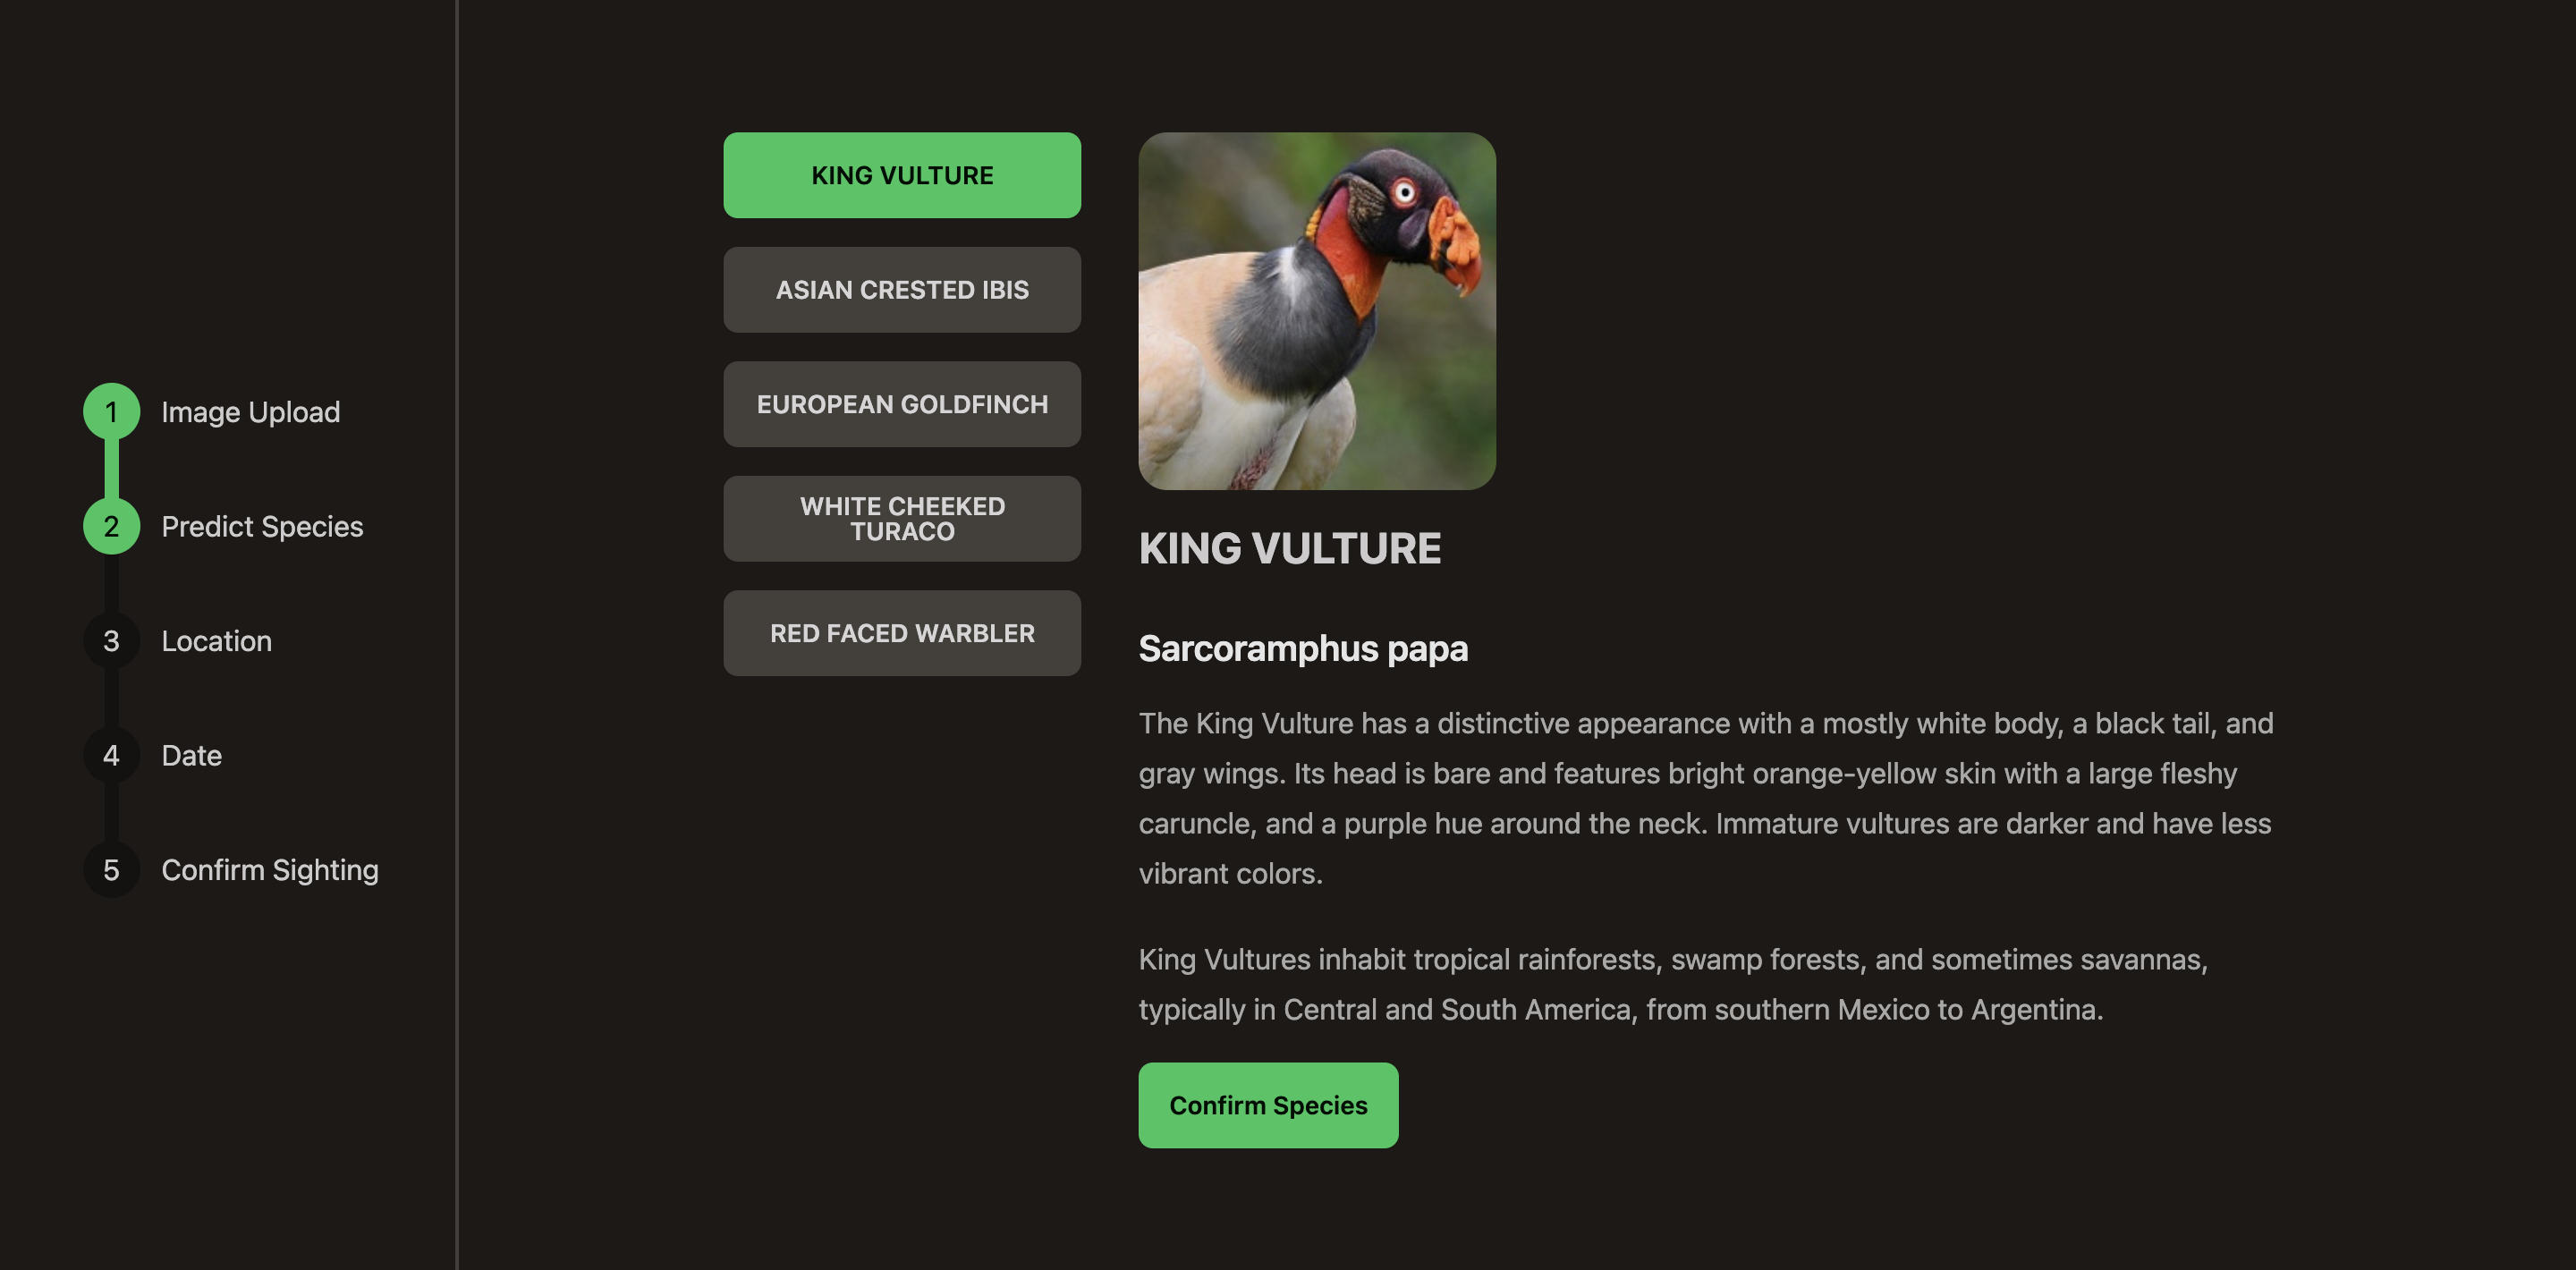 1 Image Upload
2 Predict Species
3 Location
4 Date
5 Confirm Sighting
KING VULTURE
ASIAN CRESTED IBIS
EUROPEAN GOLDFINCH
WHITE CHEEKED
TURACO
RED FACED WARBLER
KING VULTURE
Sarcoramphus papa
The King Vulture has a distinctive appearance with a mostly white body, a black tail, and
gray wings. Its head is bare and features bright orange-yellow skin with a large fleshy
caruncle, and a purple hue around the neck. Immature vultures are darker and have less
vibrant colors.
King Vultures inhabit tropical rainforests, swamp forests, and sometimes savannas,
typically in Central and South America, from southern Mexico to Argentina.
Confirm Species